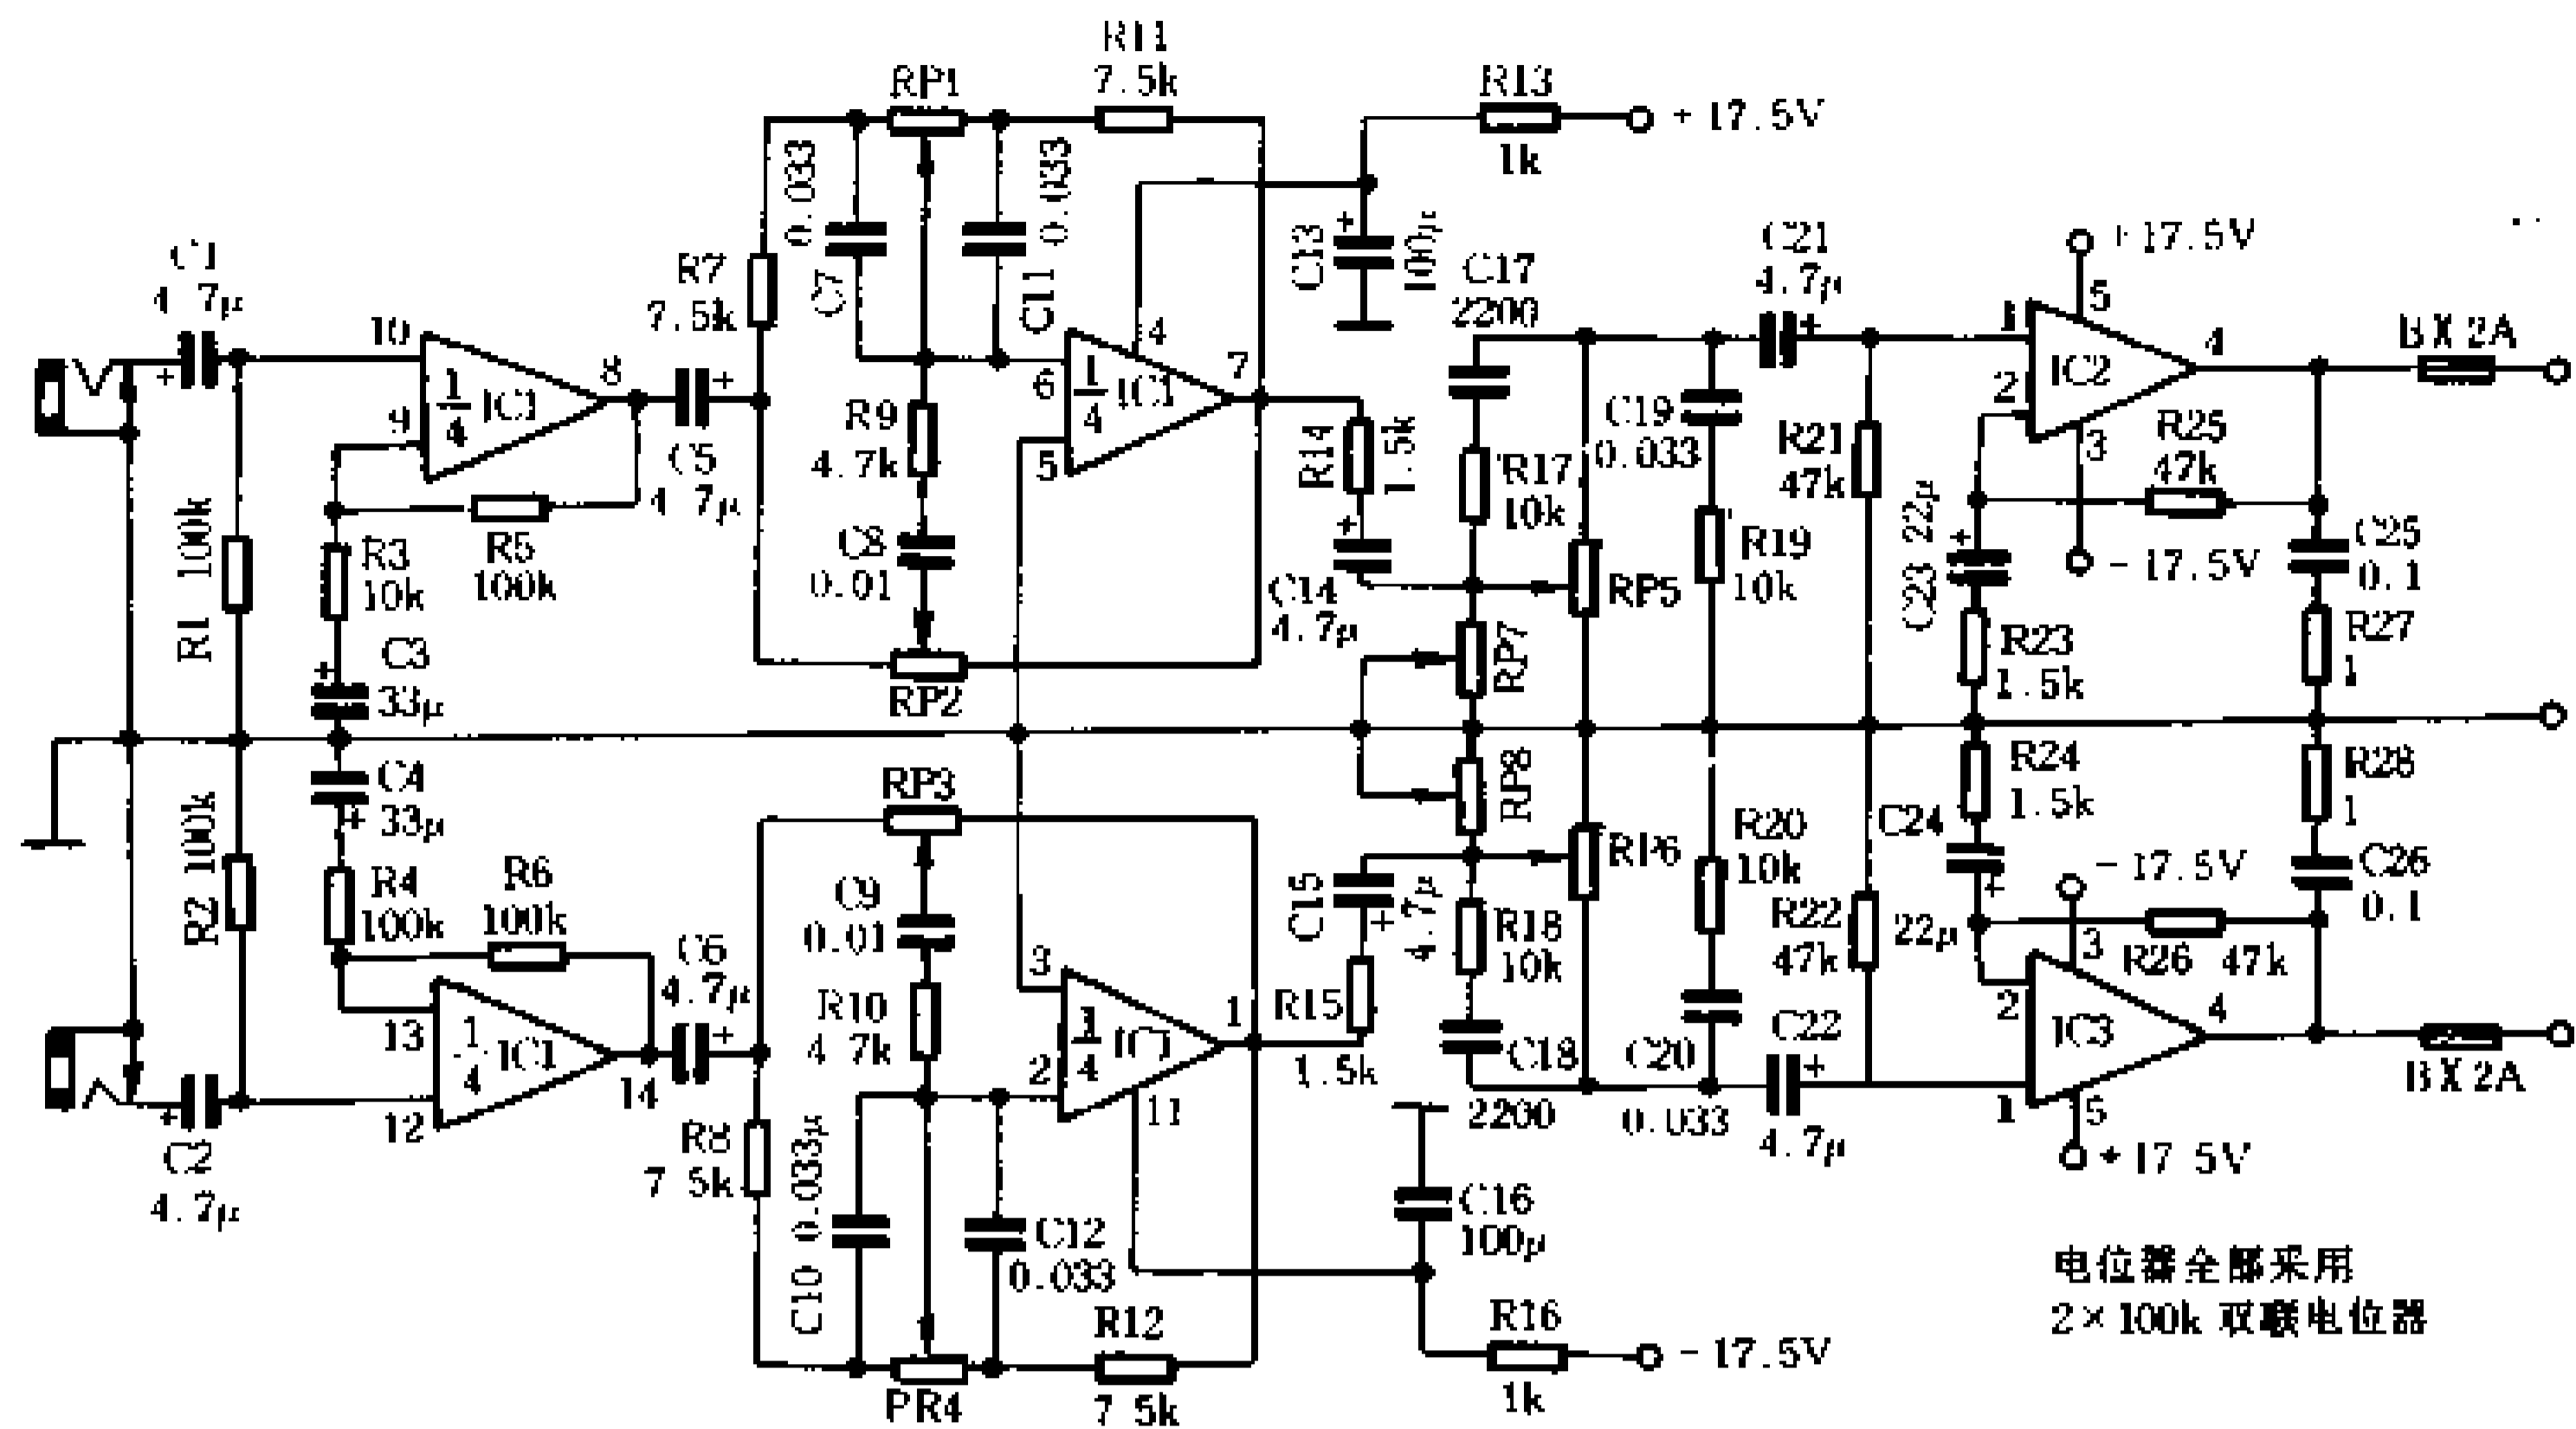 R11
7.5k
RP1
R13
1k
+17.5V
0.033
C7
0.033
C11
C13
100μ
C1
4.7μ
R7
7.5k
10
9
1/4 IC1
8
C5
4.7μ
R9
4.7k
C8
0.01
RP2
4
6
5
1/4 IC1
7
R14
1.5k
C14
4.7μ
C17
2200
R17
10k
RP7
RP5
C19
0.033
R19
10k
C21
4.7μ
R21
47k
+17.5V
5
1
2
IC2
4
3
-17.5V
BX 2A
R25
47k
C23 22μ
R23
1.5k
C25
0.1
R27
1
R1 100k
R3
10k
R5
100k
C3
33μ
C4
33μ
R2 100k
R4
100k
R6
100k
13
12
1/4 IC1
14
C2
4.7μ
C6
4.7μ
R8
7.5k
RP3
C9
0.01
R10
4.7k
C10 0.033μ
C12
0.033
PR4
R12
7.5k
3
2
IC1
1
11
R15
1.5k
C15
4.7μ
RP8
RP6
R18
10k
C18
2200
R20
10k
C20
0.033
R22
47k
C22
4.7μ
C16
100μ
R16
1k
-17.5V
R24
1.5k
C24
22μ
R28
1
C26
0.1
-17.5V
3
R26 47k
2
1
IC3
4
5
+17.5V
BX 2A
电位器全部采用
2×100k 双联电位器